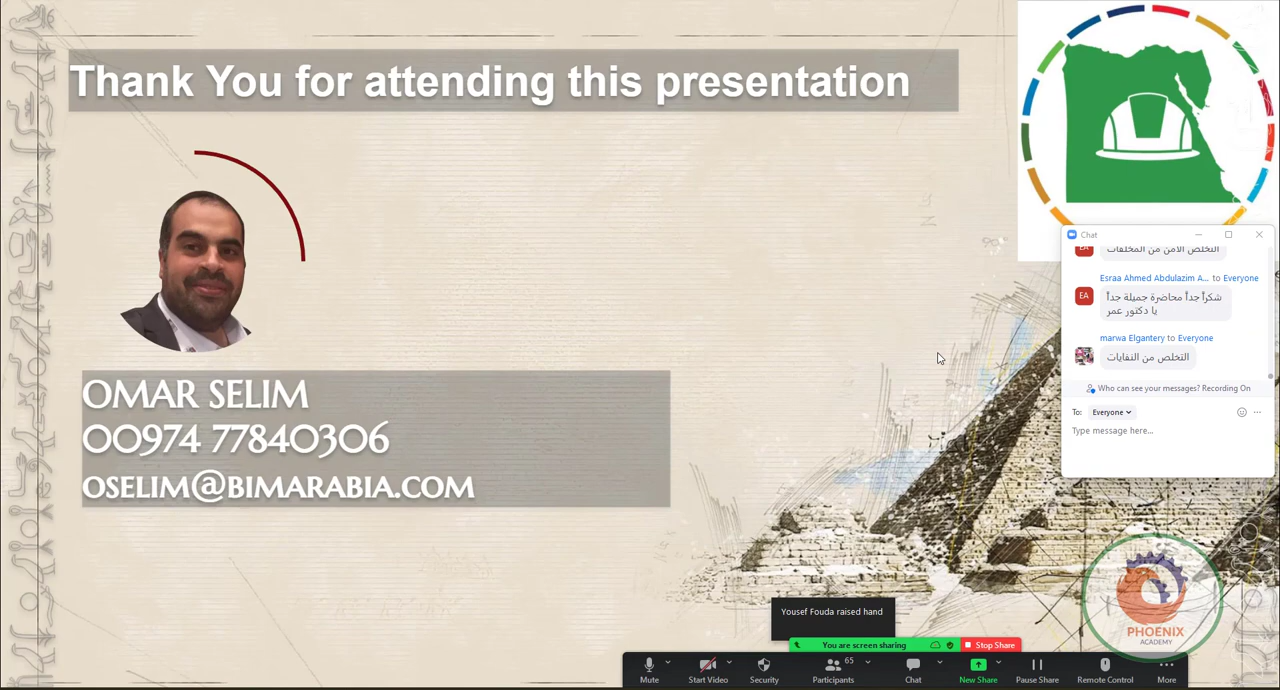 Thank You for attending this presentation
OMAR SELIM
00974 77840306
OSELIM@BIMARABIA.COM
Chat
EA
التخلص الآمن من المخلفات
Esraa Ahmed Abdulazim A... to Everyone
EA
شكراً جداً محاضرة جميلة جداً
يا دكتور عمر
marwa Elgantery to Everyone
التخلص من النفايات
Who can see your messages? Recording On
To: Everyone
Type message here...
PHOENIX
ACADEMY
Yousef Fouda raised hand
You are screen sharing
Stop Share
65
Mute
Start Video
Security
Participants
Chat
New Share
Pause Share
Remote Control
More